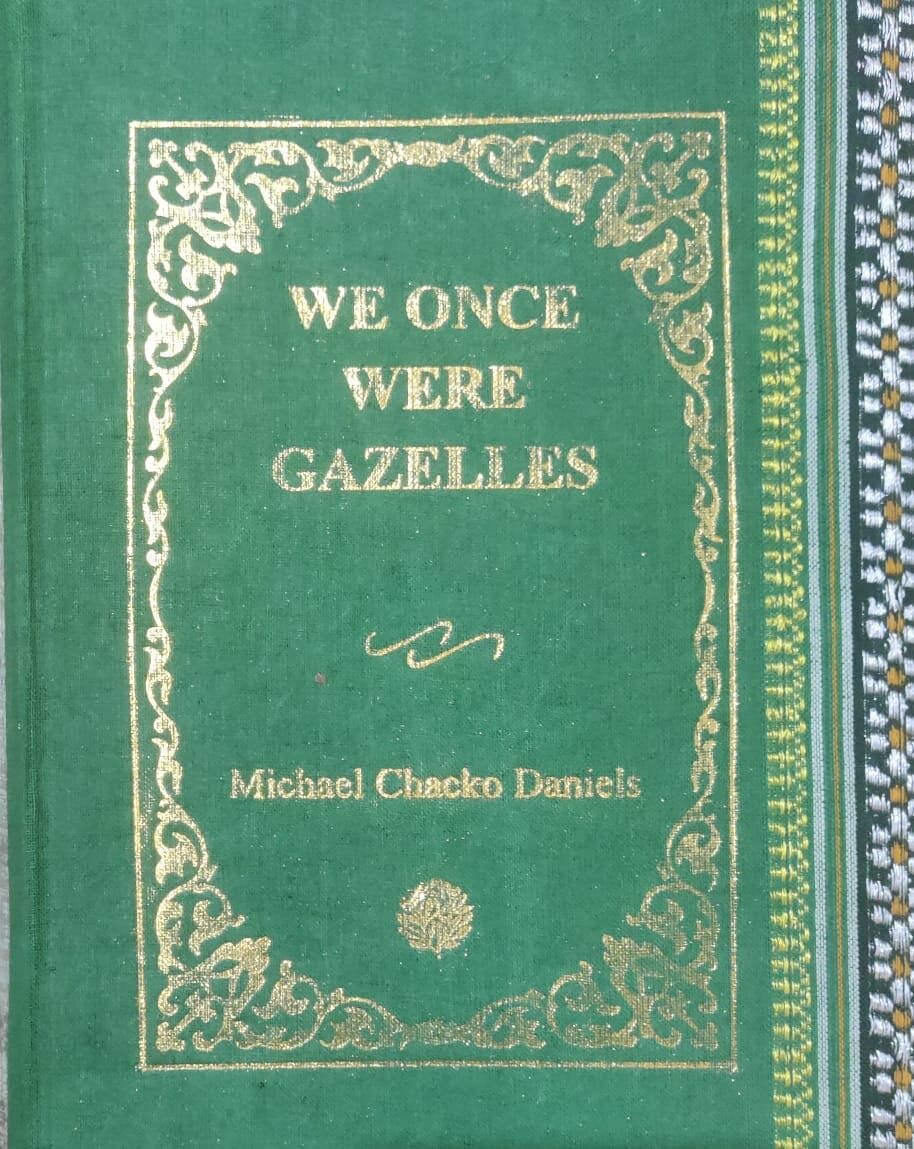 WE ONCE
WERE
GAZELLES
Michael Chacko Daniels